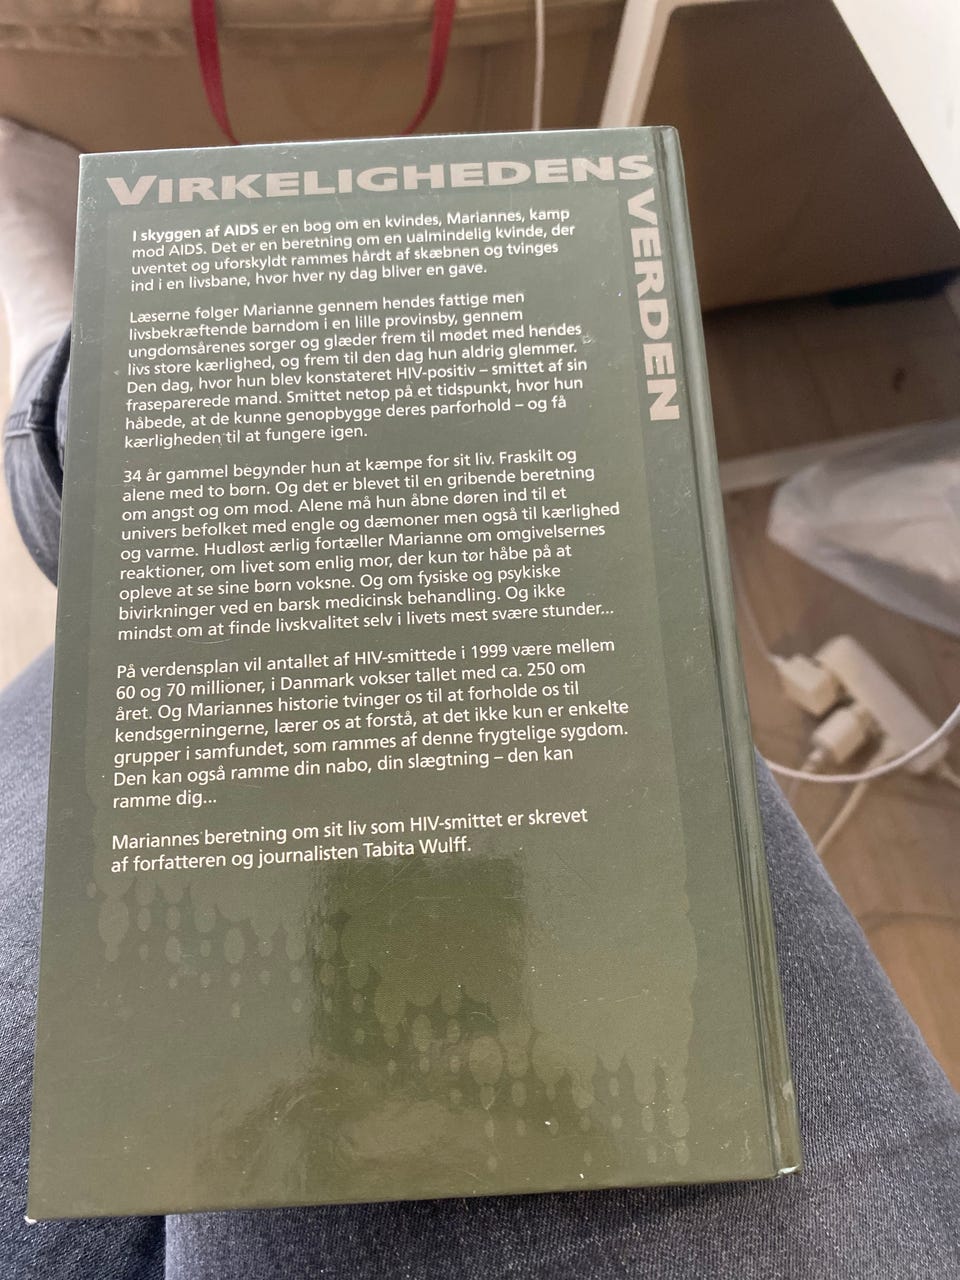 VIRKELIGHEDENS
VERDEN
I skyggen af AIDS er en bog om en kvindes, Mariannes, kamp
mod AIDS. Det er en beretning om en ualmindelig kvinde, der
uventet og uforskyldt rammes hårdt af skæbnen og tvinges
ind i en livsbane, hvor hver ny dag bliver en gave.
Læserne følger Marianne gennem hendes fattige men
livsbekræftende barndom i en lille provinsby, gennem
ungdomsårenes sorger og glæder frem til mødet med hendes
livs store kærlighed, og frem til den dag hun aldrig glemmer.
Den dag, hvor hun blev konstateret HIV-positiv – smittet af sin
fraseparerede mand. Smittet netop på et tidspunkt, hvor hun
håbede, at de kunne genopbygge deres parforhold – og få
kærligheden til at fungere igen.
34 år gammel begynder hun at kæmpe for sit liv. Fraskilt og
alene med to børn. Og det er blevet til en gribende beretning
om angst og om mod. Alene må hun åbne døren ind til et
univers befolket med engle og dæmoner men også til kærlighed
og varme. Hudløst ærlig fortæller Marianne om omgivelsernes
reaktioner, om livet som enlig mor, der kun tør håbe på at
opleve at se sine børn voksne. Og om fysiske og psykiske
bivirkninger ved en barsk medicinsk behandling. Og ikke
mindst om at finde livskvalitet selv i livets mest svære stunder...
På verdensplan vil antallet af HIV-smittede i 1999 være mellem
60 og 70 millioner, i Danmark vokser tallet med ca. 250 om
året. Og Mariannes historie tvinger os til at forholde os til
kendsgerningerne, lærer os at forstå, at det ikke kun er enkelte
grupper i samfundet, som rammes af denne frygtelige sygdom.
Den kan også ramme din nabo, din slægtning – den kan
ramme dig...
Mariannes beretning om sit liv som HIV-smittet er skrevet
af forfatteren og journalisten Tabita Wulff.